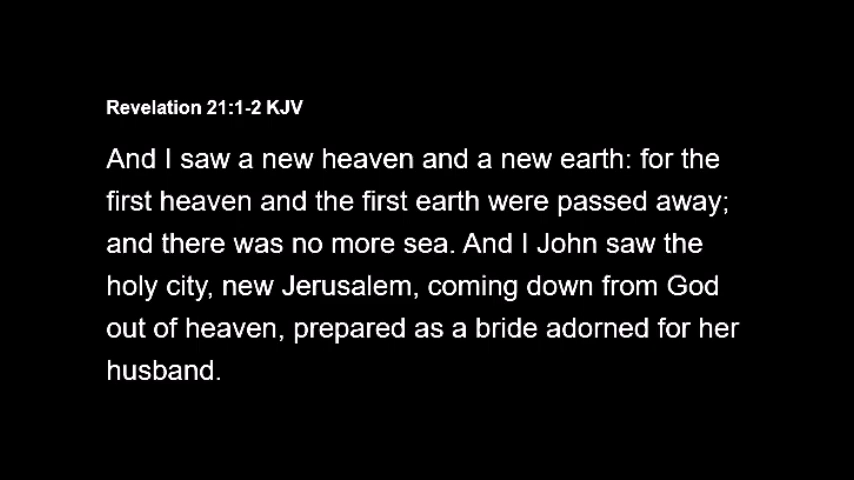 Revelation 21:1-2 KJV
And I saw a new heaven and a new earth: for the
first heaven and the first earth were passed away;
and there was no more sea. And I John saw the
holy city, new Jerusalem, coming down from God
out of heaven, prepared as a bride adorned for her
husband.